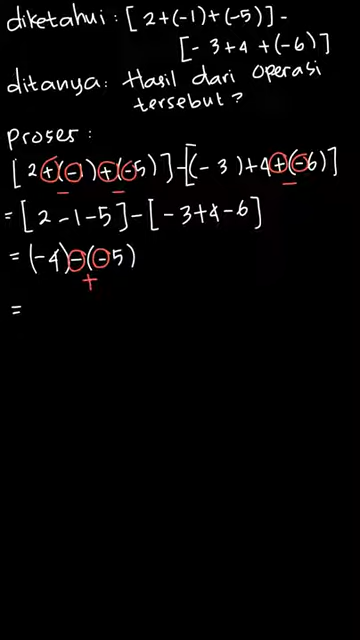 diketahui : [ 2 + (-1) + (-5) ] -
[ - 3 + 4 + (-6) ]
ditanya : Hasil dari operasi
tersebut ?
proses :
[ 2 + (-1) + (-5) ] - [ (- 3) + 4 + (-6) ]
- - -
= [ 2 - 1 - 5 ] - [ - 3 + 4 - 6 ]
= (-4) - (-5)
+
=